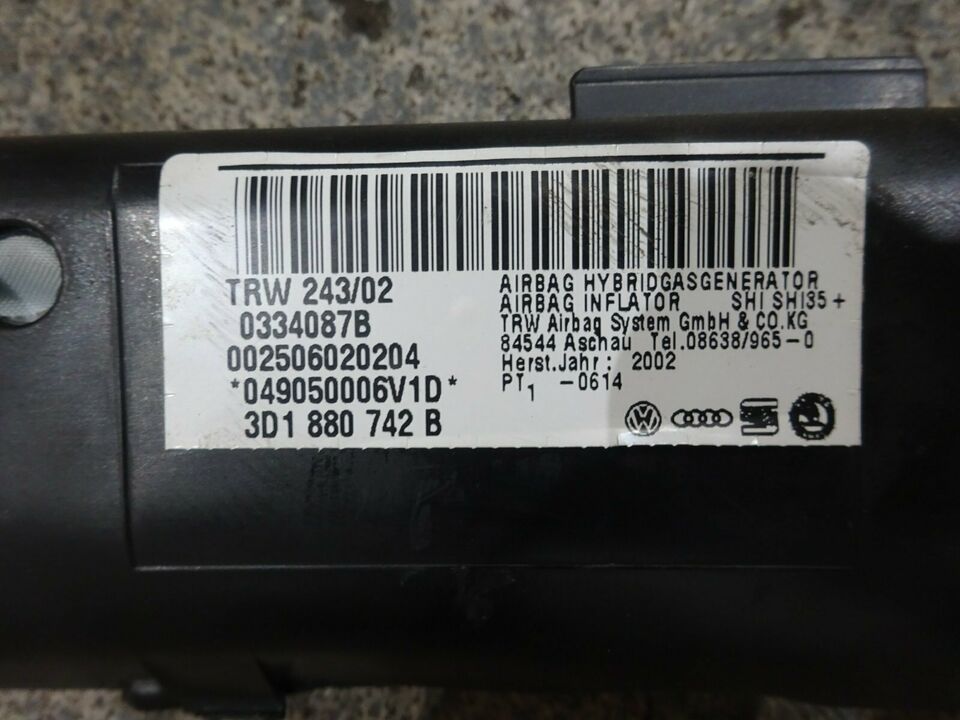 TRW 243/02
0334087B
002506020204
*049050006V1D*
3D1 880 742 B
AIRBAG HYBRIDGASGENERATOR
AIRBAG INFLATOR SHI SHI35+
TRW Airbag System GmbH & CO.KG
84544 Aschau Tel.08638/965-0
Herst.Jahr: 2002
PT1 -0614